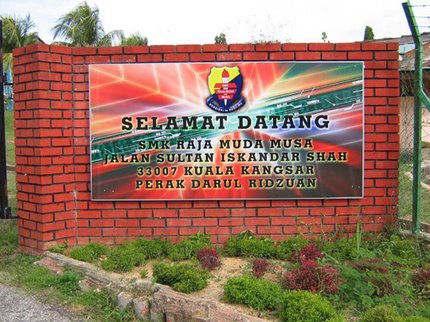 SELAMAT DATANG
SMK RAJA MUDA MUSA
JALAN SULTAN ISKANDAR SHAH
33007 KUALA KANGSAR
PERAK DARUL RIDZUAN